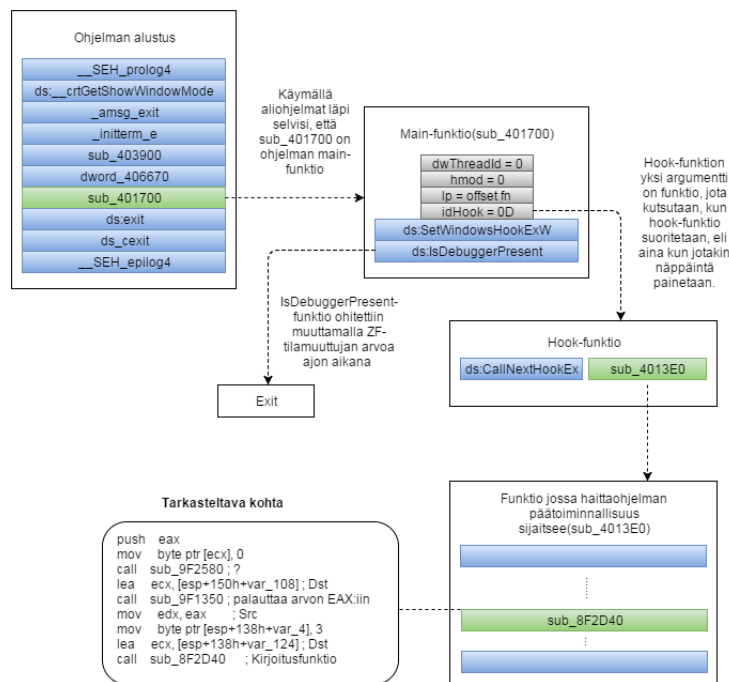 Ohjelman alustus
__SEH_prolog4
ds:__crtGetShowWindowMode
_amsg_exit
_initterm_e
sub_403900
dword_406670
sub_401700
ds:exit
ds_cexit
__SEH_epilog4
Käymällä
aliohjelmat läpi
selvisi, että
sub_401700 on
ohjelman main-
funktio
Main-funktio(sub_401700)
dwThreadId = 0
hmod = 0
lp = offset fn
idHook = 0D
ds:SetWindowsHookExW
ds:IsDebuggerPresent
Hook-funktion
yksi argumentti
on funktio, jota
kutsutaan, kun
hook-funktio
suoritetaan, eli
aina kun jotakin
näppäintä
painetaan.
IsDebuggerPresent-
funktio ohitettiin
muuttamalla ZF-
tilamuuttujan arvoa
ajon aikana
Exit
Hook-funktio
ds:CallNextHookEx
sub_4013E0
Tarkasteltava kohta
push eax
mov byte ptr [ecx], 0
call sub_9F2580 ; ?
lea ecx, [esp+150h+var_108] ; Dst
call sub_9F1350 ; palauttaa arvon EAX:iin
mov edx, eax ; Src
mov byte ptr [esp+138h+var_4], 3
lea ecx, [esp+138h+var_124] ; Dst
call sub_8F2D40 ; Kirjoitusfunktio
Funktio jossa haittaohjelman
päätoiminnallisuus
sijaitsee(sub_4013E0)
sub_8F2D40